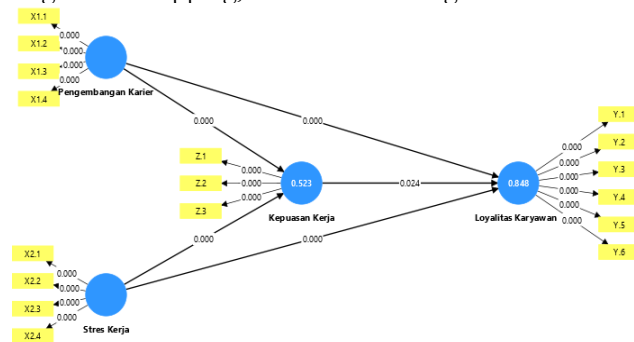 X1.1
0.000
X1.2
0.000
0.000
X1.3
0.000
X1.4
Pengembangan Karier
0.000
0.000
Z.1
0.000
Z.2
0.000
Z.3
0.000
0.523
Kepuasan Kerja
0.024
0.848
Loyalitas Karyawan
Y.1
0.000
Y.2
0.000
Y.3
0.000
Y.4
0.000
Y.5
0.000
Y.6
0.000
0.000
0.000
X2.1
0.000
X2.2
0.000
X2.3
0.000
X2.4
0.000
Stres Kerja